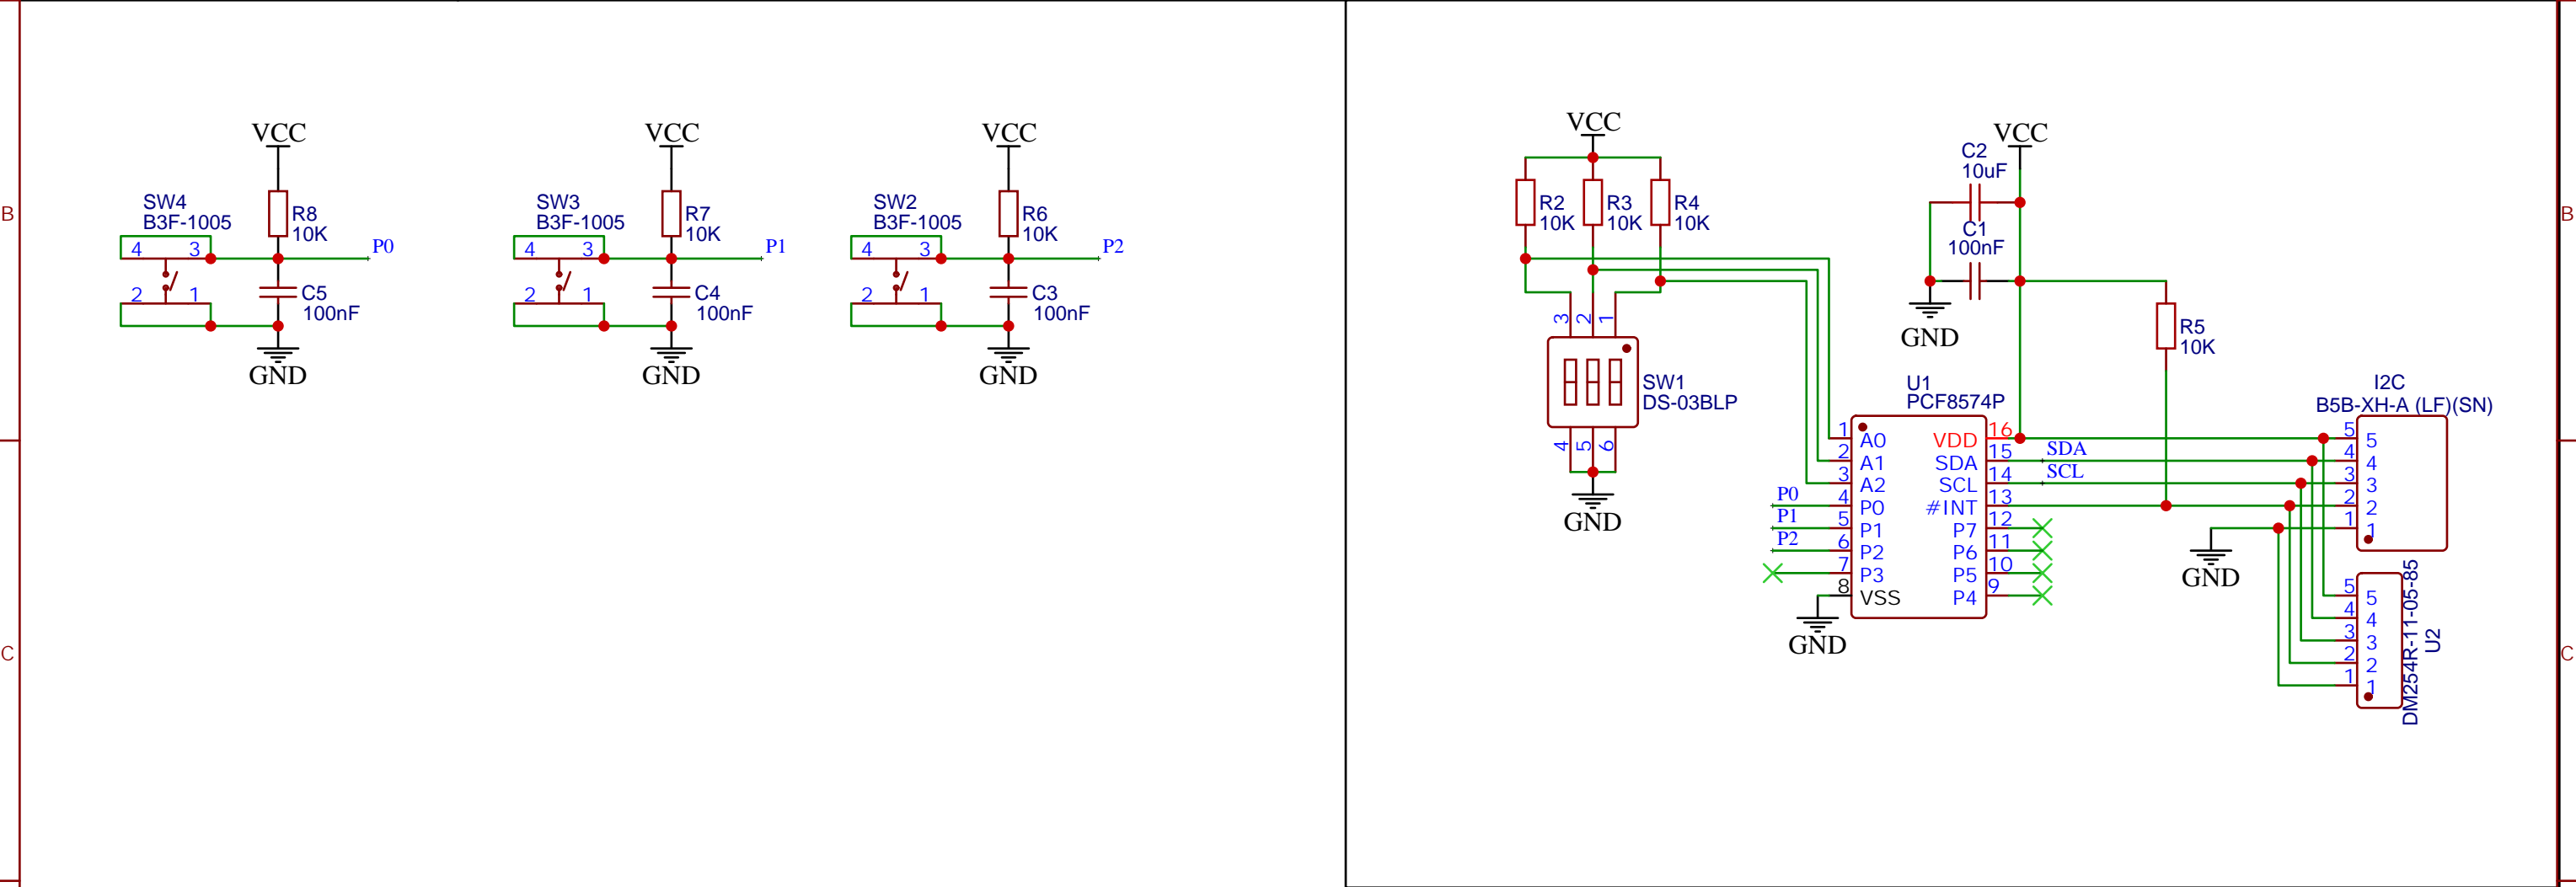 VCC
SW4
B3F-1005
R8
10K
4
3
P0
2
1
C5
100nF
GND
VCC
SW3
B3F-1005
R7
10K
4
3
P1
2
1
C4
100nF
GND
VCC
SW2
B3F-1005
R6
10K
4
3
P2
2
1
C3
100nF
GND
B
C
VCC
R2
10K
R3
10K
R4
10K
3
2
1
SW1
DS-03BLP
4
5
6
GND
VCC
C2
10uF
C1
100nF
GND
R5
10K
U1
PCF8574P
1 A0
2 A1
3 A2
P0 4 P0
P1 5 P1
P2 6 P2
7 P3
8 VSS
GND
VDD 16
SDA 15 SDA
SCL 14 SCL
#INT 13
P7 12
P6 11
P5 10
P4 9
I2C
B5B-XH-A (LF)(SN)
5 5
4 4
3 3
2 2
1 1
GND
5 5
4 4
3 3
2 2
1 1
DM254R-11-05-85
U2
B
C